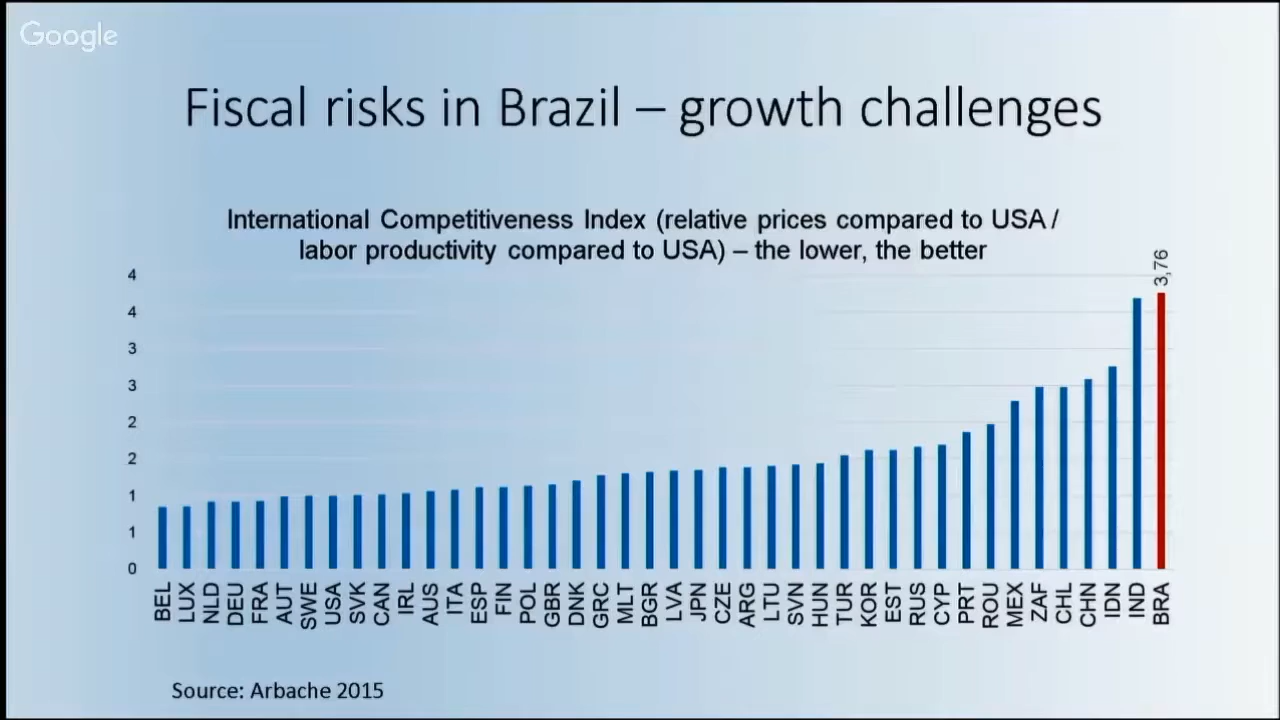 Google
Fiscal risks in Brazil – growth challenges
International Competitiveness Index (relative prices compared to USA /
labor productivity compared to USA) – the lower, the better
3,76
4
4
3
3
2
2
1
1
0
BEL LUX NLD DEU FRA AUT SWE USA SVK CAN IRL AUS ITA ESP FIN POL GBR DNK GRC MLT BGR LVA JPN CZE ARG LTU SVN HUN TUR KOR EST RUS CYP PRT ROU MEX ZAF CHL CHN IDN IND BRA
Source: Arbache 2015